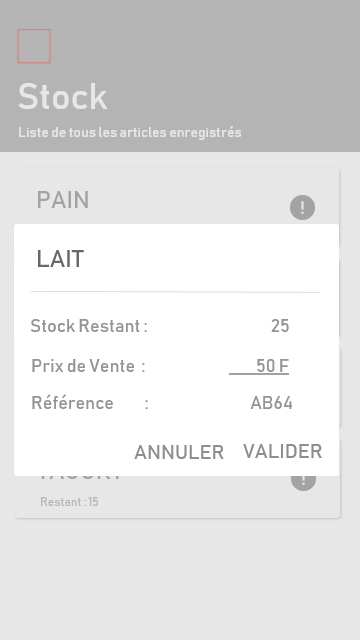 Stock
Liste de tous les articles enregistrés
PAIN
!
LAIT
Stock Restant : 25
Prix de Vente : 50 F
Référence : AB64
ANNULER VALIDER
Restant : 15